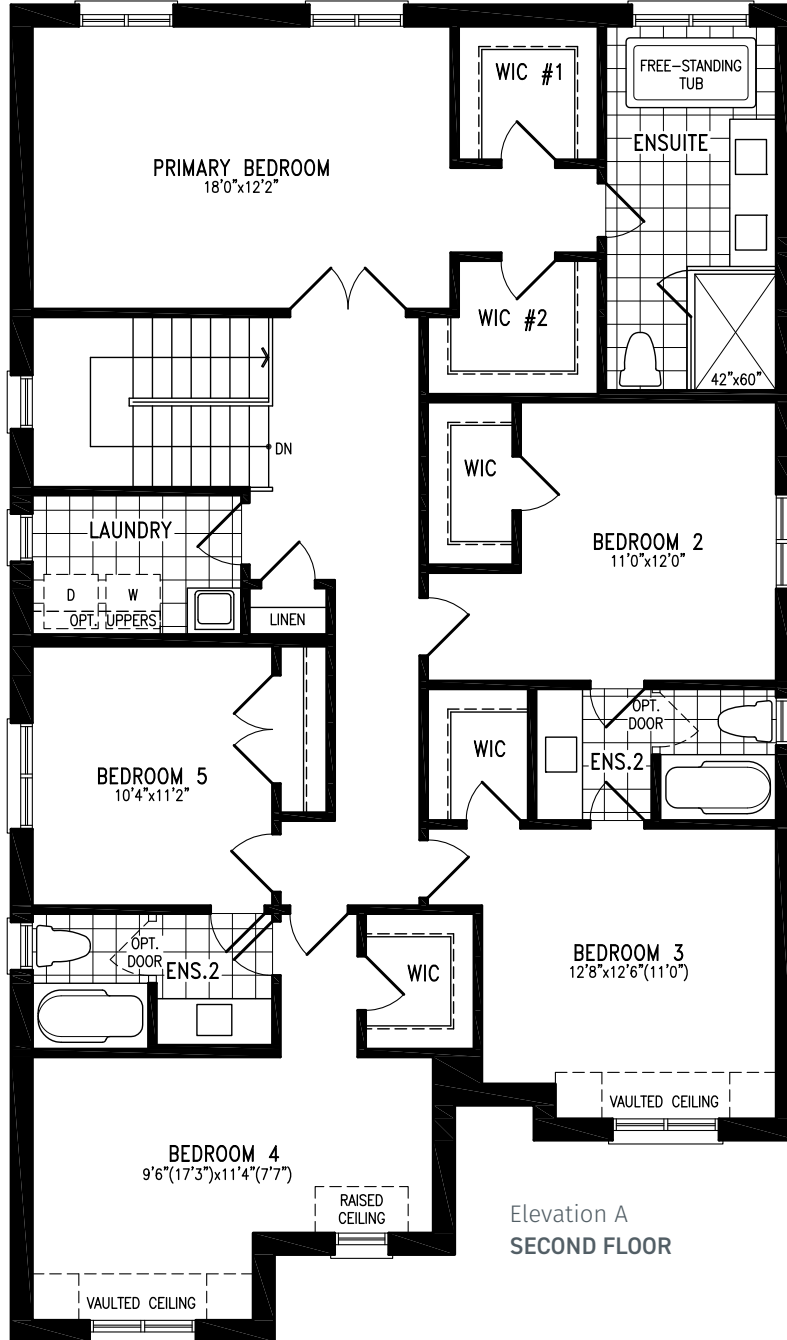 WIC #1
FREE-STANDING
TUB
ENSUITE
PRIMARY BEDROOM
18'0"x12'2"
WIC #2
42"x60"
DN
WIC
LAUNDRY
BEDROOM 2
11'0"x12'0"
D
W
OPT. UPPERS
LINEN
OPT.
DOOR
WIC
ENS.2
BEDROOM 5
10'4"x11'2"
OPT.
DOOR
ENS.2
WIC
BEDROOM 3
12'8"x12'6"(11'0")
VAULTED CEILING
BEDROOM 4
9'6"(17'3")x11'4"(7'7")
RAISED
CEILING
Elevation A
SECOND FLOOR
VAULTED CEILING